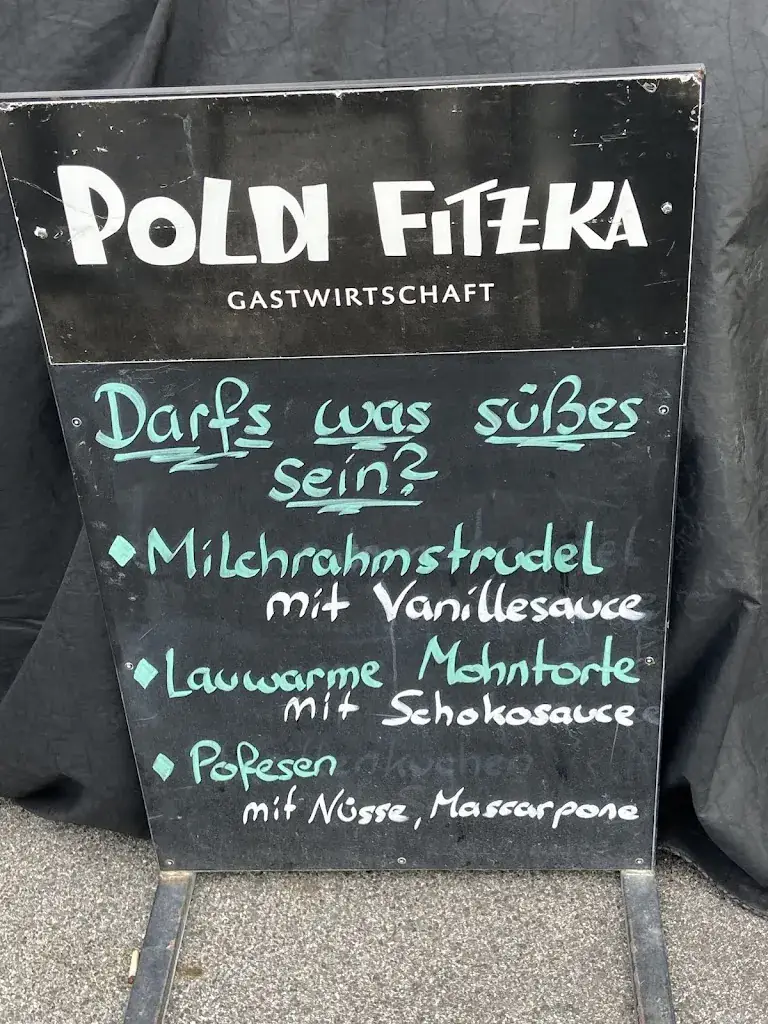 POLDI FITZKA
GASTWIRTSCHAFT
Darfs was süßes
sein?
Milchrahmstrudel
mit Vanillesauce
Lauwarme Mohntorte
mit Schokosauce
Pofesen
mit Nüsse, Mascarpone